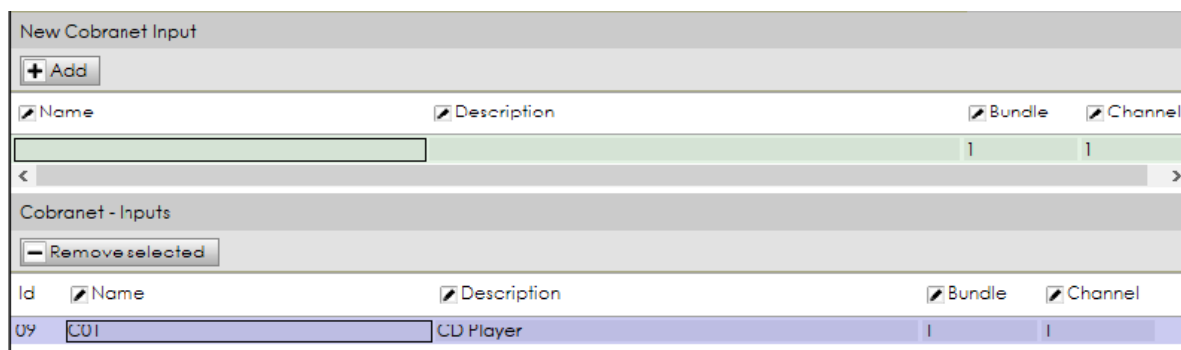 New Cobranet Input
+ Add
Name Description Bundle Channel
1 1
Cobranet - Inputs
Remove selected
Id Name Description Bundle Channel
09 C01 CD Player 1 1